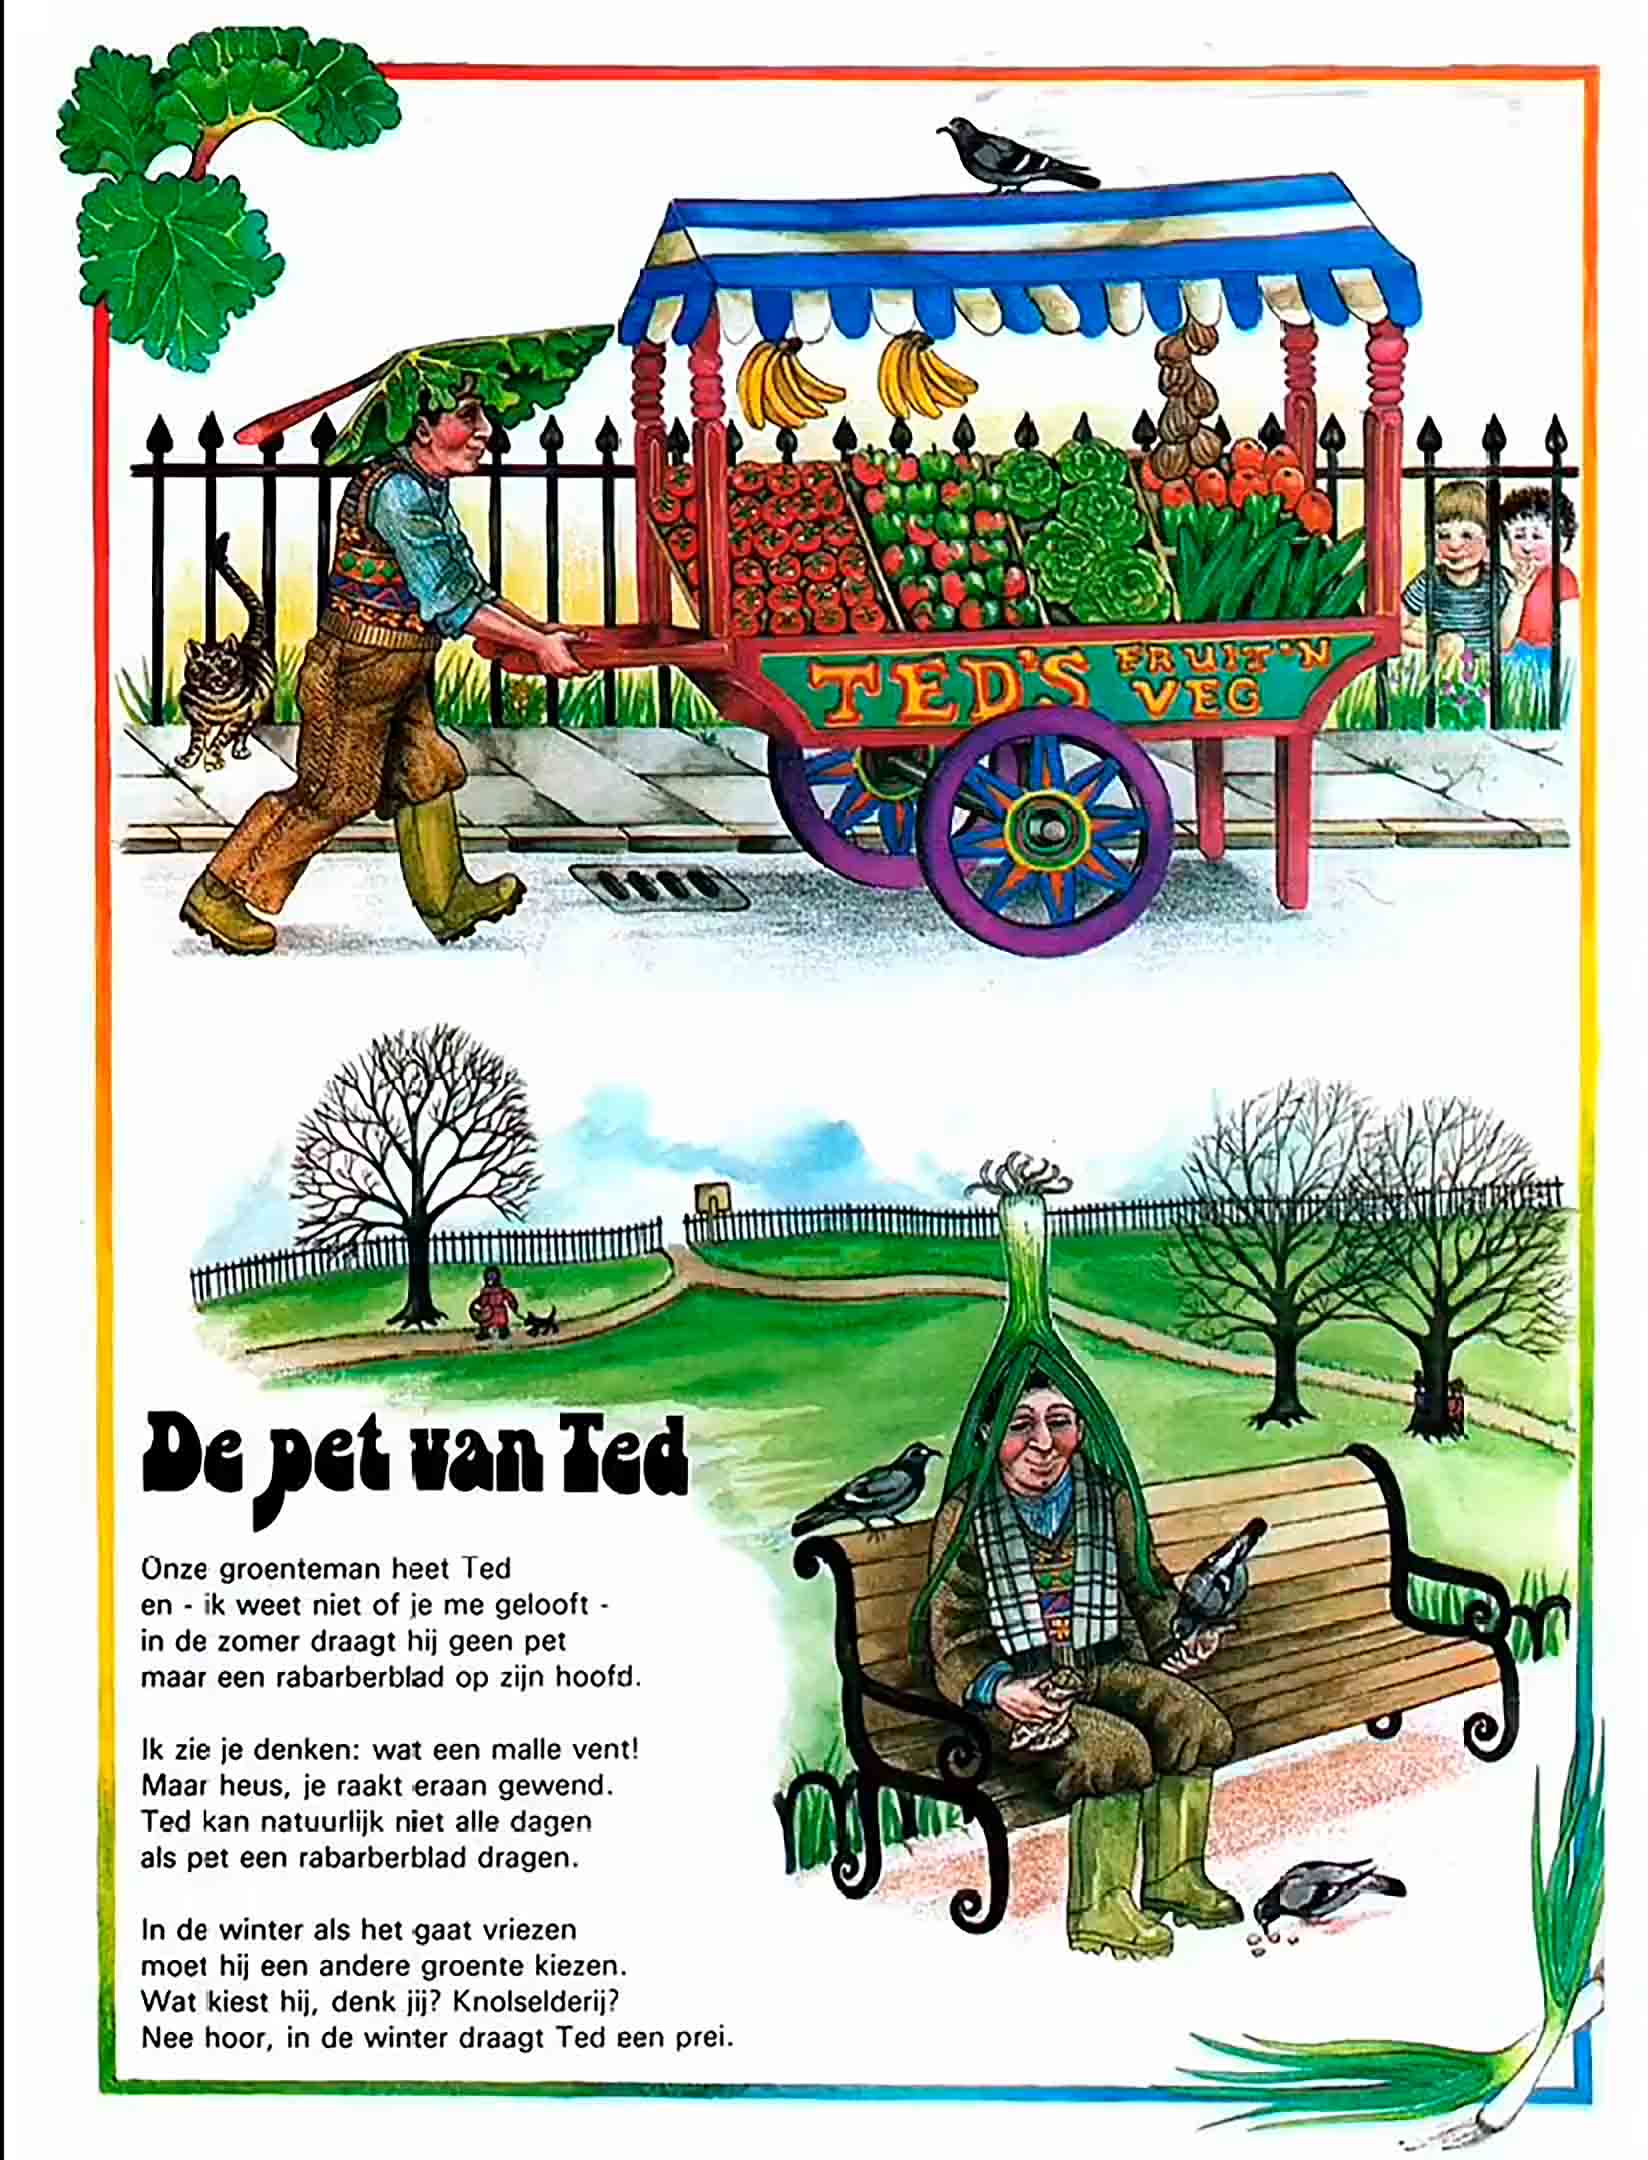 TED'S FRUIT'N
VEG
De pet van Ted
Onze groenteman heet Ted
en - ik weet niet of je me gelooft -
in de zomer draagt hij geen pet
maar een rabarberblad op zijn hoofd.
Ik zie je denken: wat een malle vent!
Maar heus, je raakt eraan gewend.
Ted kan natuurlijk niet alle dagen
als pet een rabarberblad dragen.
In de winter als het gaat vriezen
moet hij een andere groente kiezen.
Wat kiest hij, denk jij? Knolselderij?
Nee hoor, in de winter draagt Ted een prei.